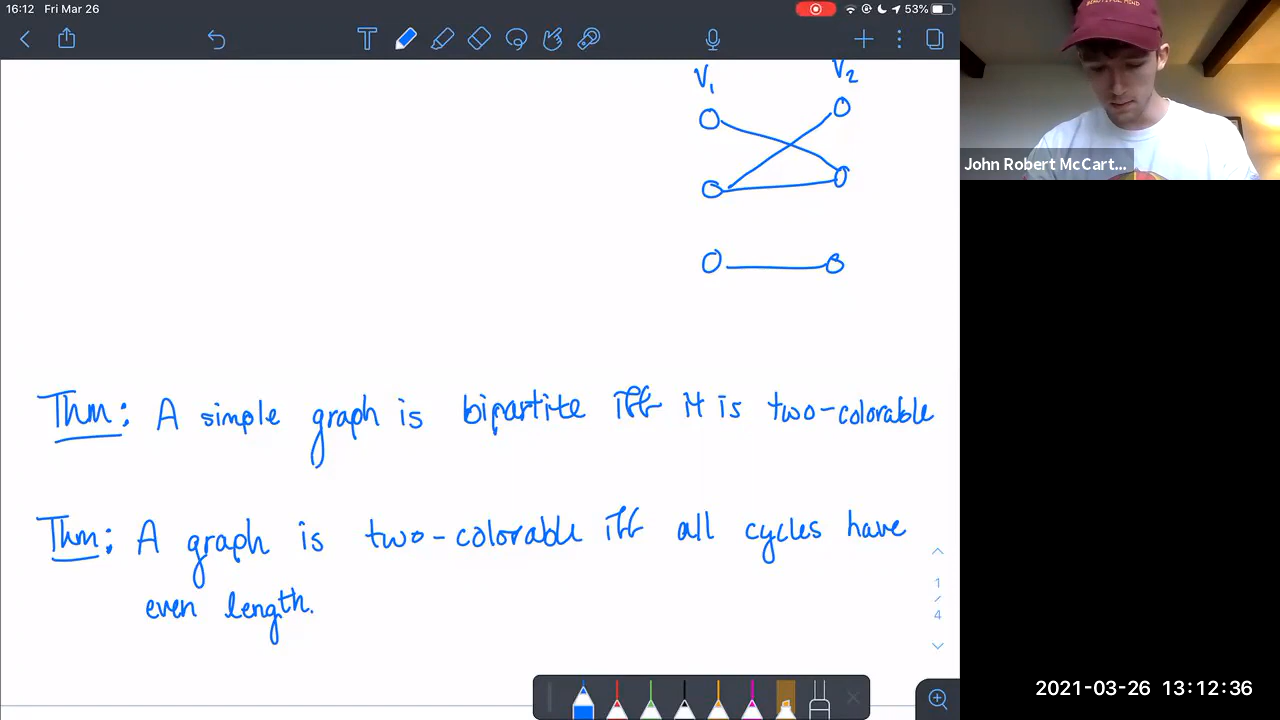 16:12 Fri Mar 26
53%
V₁ V₂
John Robert McCart...
Thm: A simple graph is bipartite iff it is two-colorable
Thm: A graph is two-colorable iff all cycles have
even length.
1
/
4
2021-03-26 13:12:36